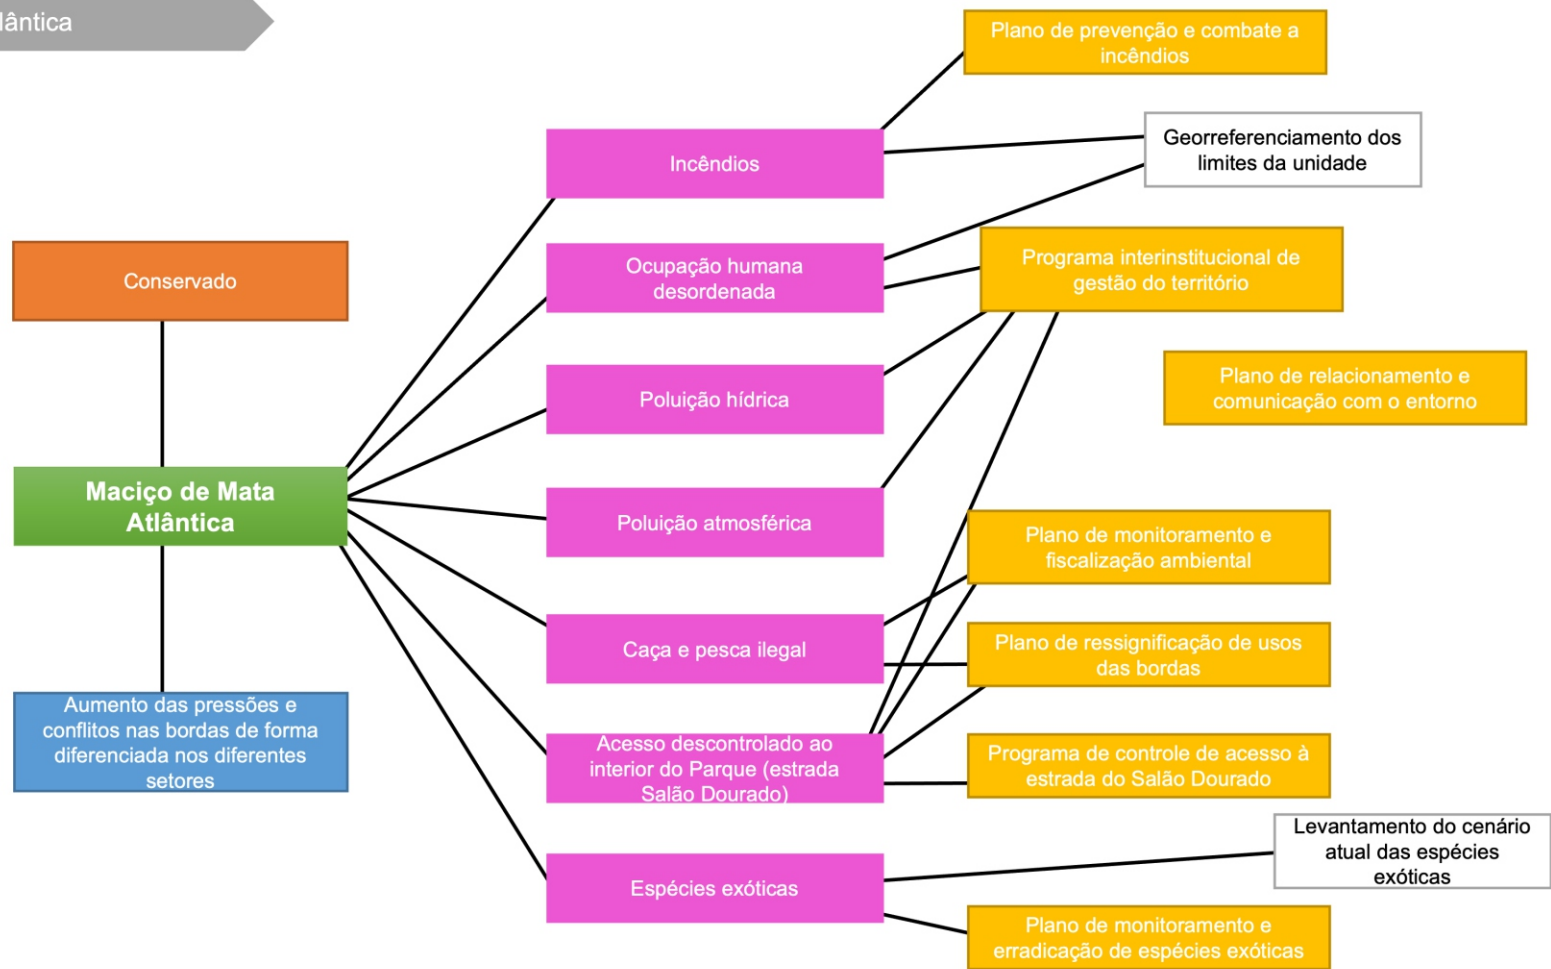 Plano de prevenção e combate a
incêndios
Incêndios
Georreferenciamento dos
limites da unidade
Conservado
Ocupação humana
desordenada
Programa interinstitucional de
gestão do território
Poluição hídrica
Plano de relacionamento e
comunicação com o entorno
Maciço de Mata
Atlântica
Poluição atmosférica
Plano de monitoramento e
fiscalização ambiental
Caça e pesca ilegal
Plano de ressignificação de usos
das bordas
Aumento das pressões e
conflitos nas bordas de forma
diferenciada nos diferentes
setores
Acesso descontrolado ao
interior do Parque (estrada
Salão Dourado)
Programa de controle de acesso à
estrada do Salão Dourado
Levantamento do cenário
atual das espécies
exóticas
Espécies exóticas
Plano de monitoramento e
erradicação de espécies exóticas